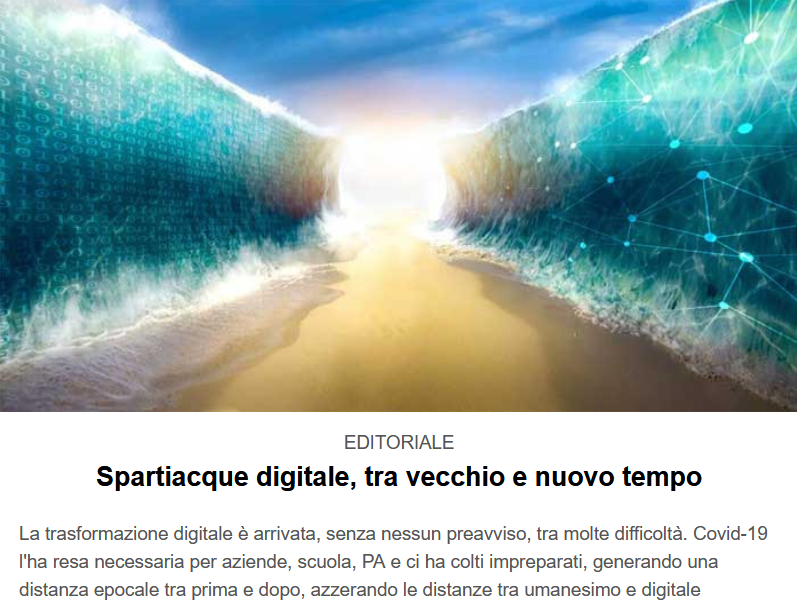 EDITORIALE
Spartiacque digitale, tra vecchio e nuovo tempo
La trasformazione digitale è arrivata, senza nessun preavviso, tra molte difficoltà. Covid-19
l'ha resa necessaria per aziende, scuola, PA e ci ha colti impreparati, generando una
distanza epocale tra prima e dopo, azzerando le distanze tra umanesimo e digitale